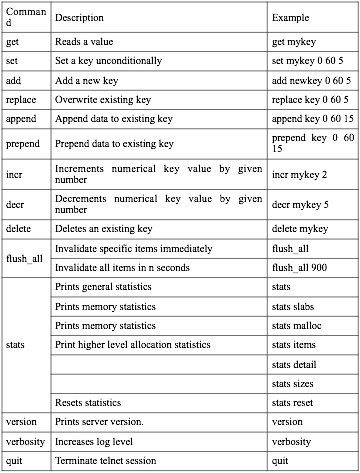 Comman Description Example
d
get Reads a value get mykey
set Set a key unconditionally set mykey 0 60 5
add Add a new key add newkey 0 60 5
replace Overwrite existing key replace key 0 60 5
append Append data to existing key append key 0 60 15
prepend Prepend data to existing key prepend key 0 60
15
incr Increments numerical key value by given incr mykey 2
number
decr Decrements numerical key value by given decr mykey 5
number
delete Deletes an existing key delete mykey
flush_all Invalidate specific items immediately flush_all
Invalidate all items in n seconds flush_all 900
stats Prints general statistics stats
Prints memory statistics stats slabs
Prints memory statistics stats malloc
Print higher level allocation statistics stats items
stats detail
stats sizes
Resets statistics stats reset
version Prints server version. version
verbosity Increases log level verbosity
quit Terminate telnet session quit